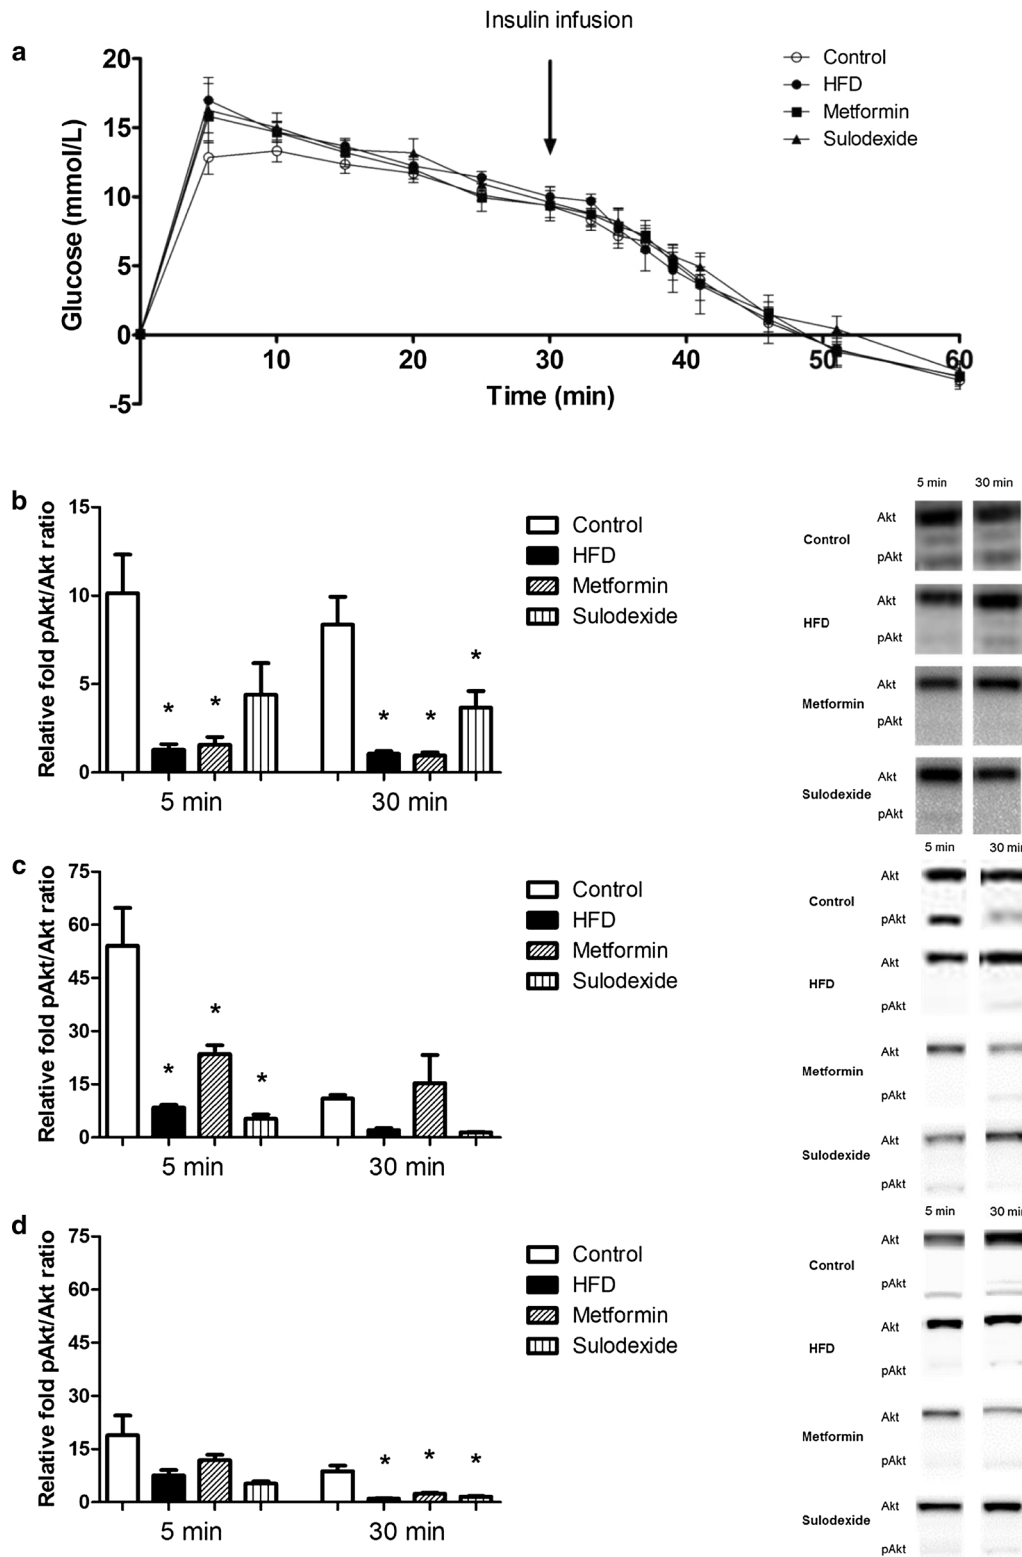 Insulin infusion
a
Glucose (mmol/L)
20
15
10
5
0
-5
10 20 30 40 50 60
Time (min)
Control
HFD
Metformin
Sulodexide
b
Relative fold pAkt/Akt ratio
15
10
5
0
* * * * *
5 min 30 min
Control
HFD
Metformin
Sulodexide
5 min 30 min
Control Akt
pAkt
HFD Akt
pAkt
Metformin Akt
pAkt
Sulodexide Akt
pAkt
c
Relative fold pAkt/Akt ratio
75
60
45
30
15
0
* * *
5 min 30 min
Control
HFD
Metformin
Sulodexide
5 min 30 min
Control Akt
pAkt
HFD Akt
pAkt
Metformin Akt
pAkt
Sulodexide Akt
pAkt
d
Relative fold pAkt/Akt ratio
75
60
45
30
15
0
* * *
5 min 30 min
Control
HFD
Metformin
Sulodexide
5 min 30 min
Control Akt
pAkt
HFD Akt
pAkt
Metformin Akt
pAkt
Sulodexide Akt
pAkt